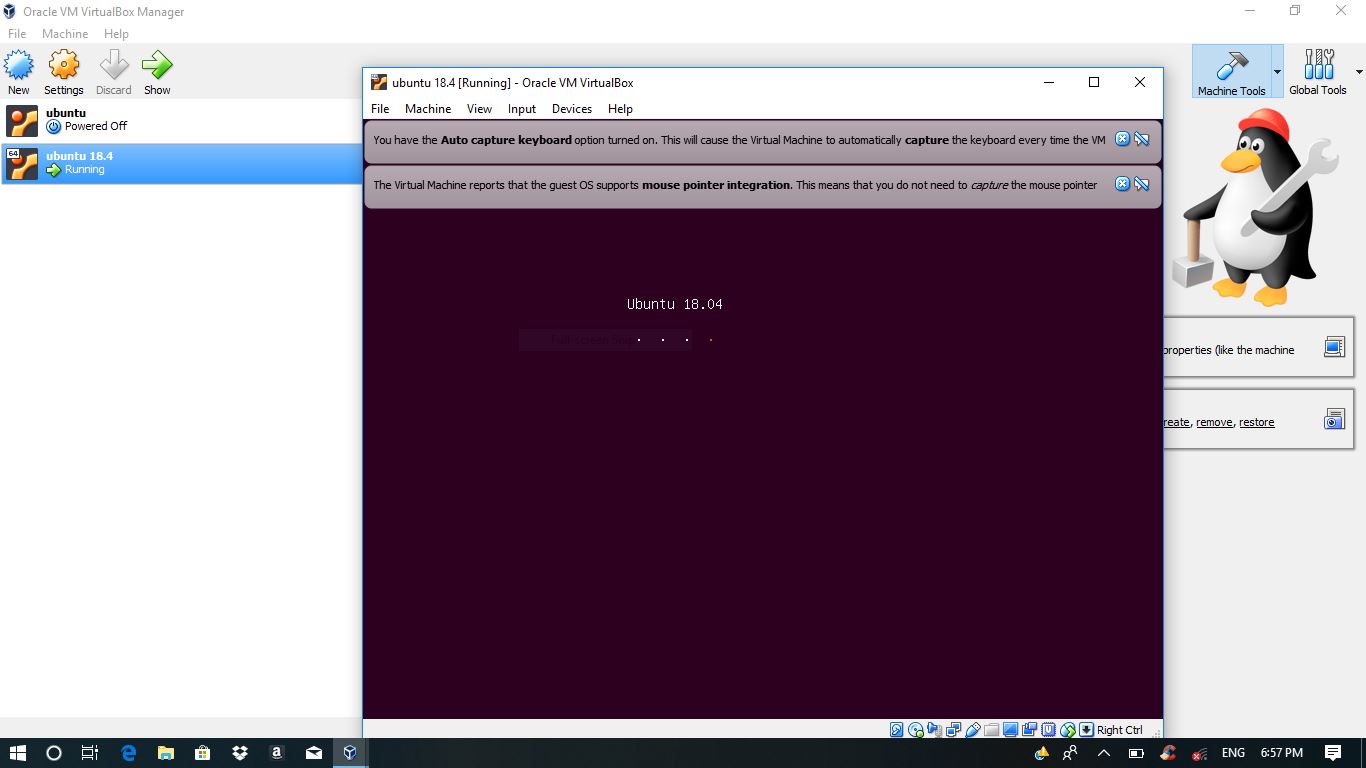 Oracle VM VirtualBox Manager
File Machine Help
New Settings Discard Show
Machine Tools Global Tools
ubuntu
Powered Off
64
ubuntu 18.4
Running
ubuntu 18.4 [Running] - Oracle VM VirtualBox
File Machine View Input Devices Help
You have the Auto capture keyboard option turned on. This will cause the Virtual Machine to automatically capture the keyboard every time the VM
The Virtual Machine reports that the guest OS supports mouse pointer integration. This means that you do not need to capture the mouse pointer
Ubuntu 18.04
Full-screen Snip
properties (like the machine
reate, remove, restore
Right Ctrl
ENG 6:57 PM